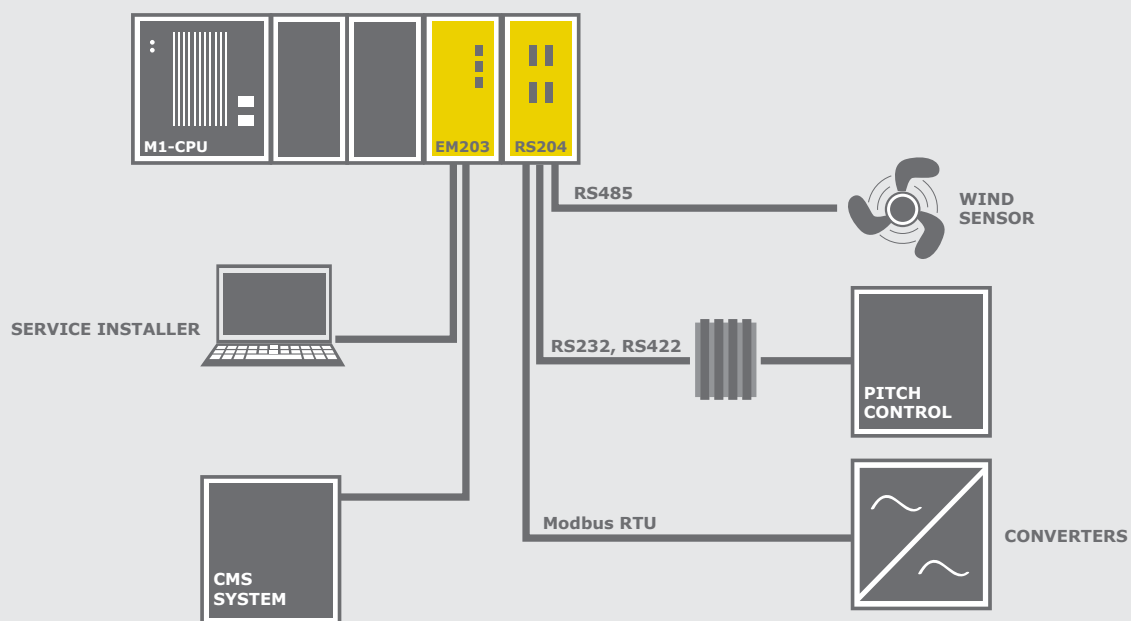 M1-CPU
EM203
RS204
RS485
WIND
SENSOR
SERVICE INSTALLER
RS232, RS422
PITCH
CONTROL
Modbus RTU
CONVERTERS
CMS
SYSTEM